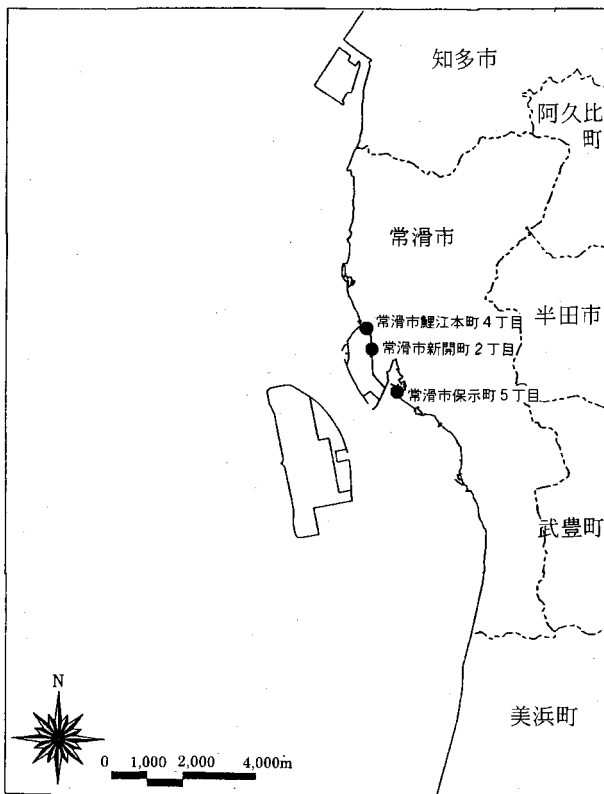 知多市
阿久比
町
常滑市
半田市
常滑市鯉江本町4丁目
常滑市新開町2丁目
常滑市保示町5丁目
武豊町
美浜町
N
0 1,000 2,000 4,000m